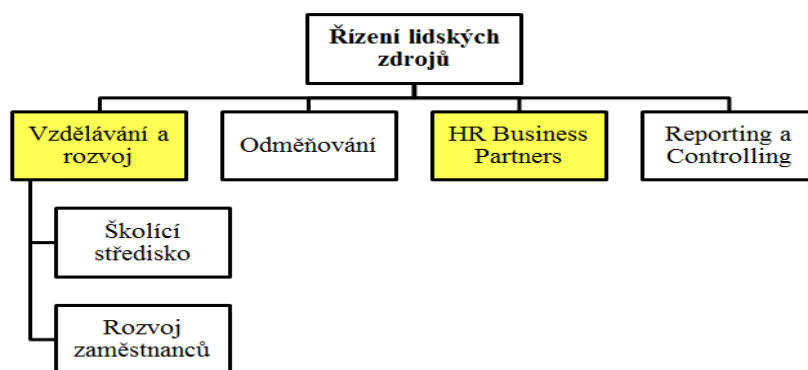 Řízení lidských
zdrojů
Vzdělávání a
rozvoj
Odměňování
HR Business
Partners
Reporting a
Controlling
Školící
středisko
Rozvoj
zaměstnanců